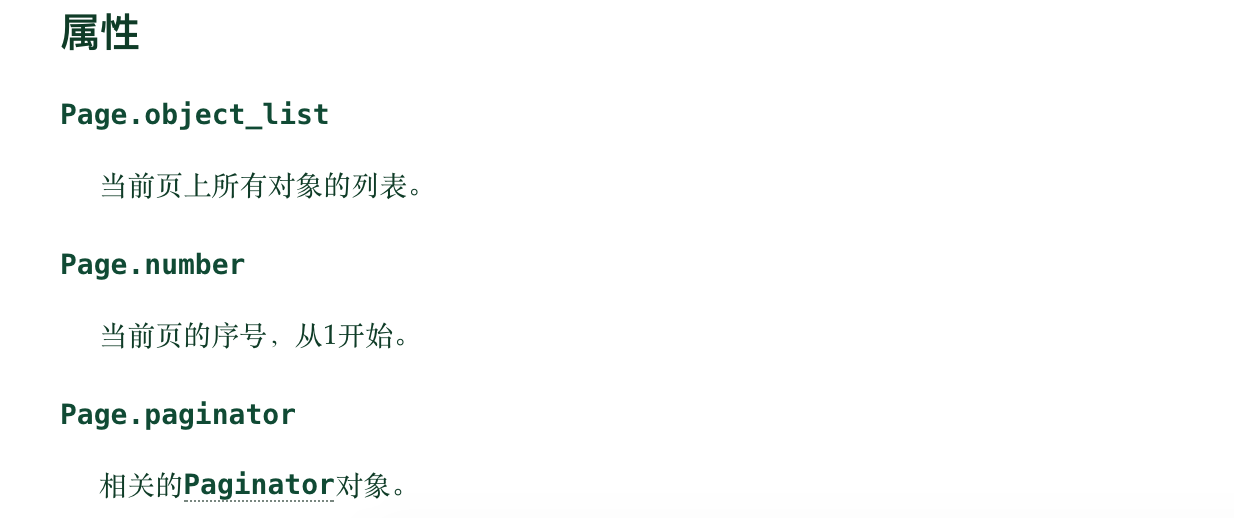 属性
Page.object_list
当前页上所有对象的列表。
Page.number
当前页的序号，从1开始。
Page.paginator
相关的Paginator对象。